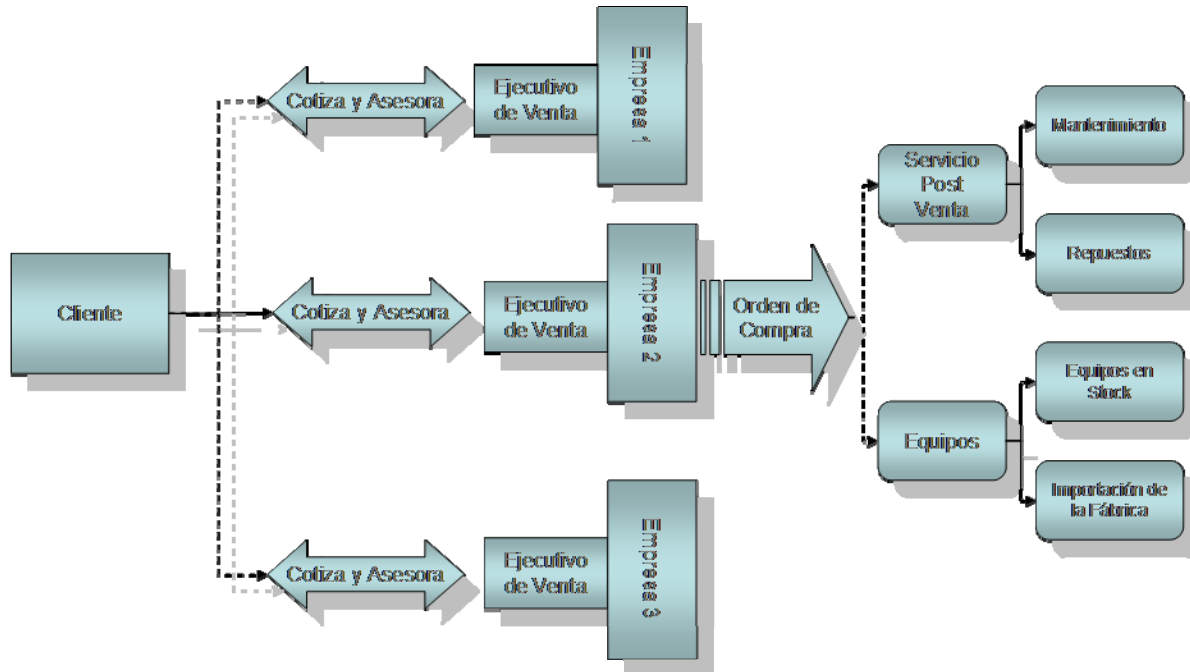 Cotiza y Asesora
Ejecutivo
de Venta
Empresa 1
Cliente
Cotiza y Asesora
Ejecutivo
de Venta
Empresa 2
Orden de
Compra
Cotiza y Asesora
Ejecutivo
de Venta
Empresa 3
Servicio
Post
Venta
Mantenimiento
Repuestos
Equipos
Equipos en
Stock
Importación de
la Fábrica